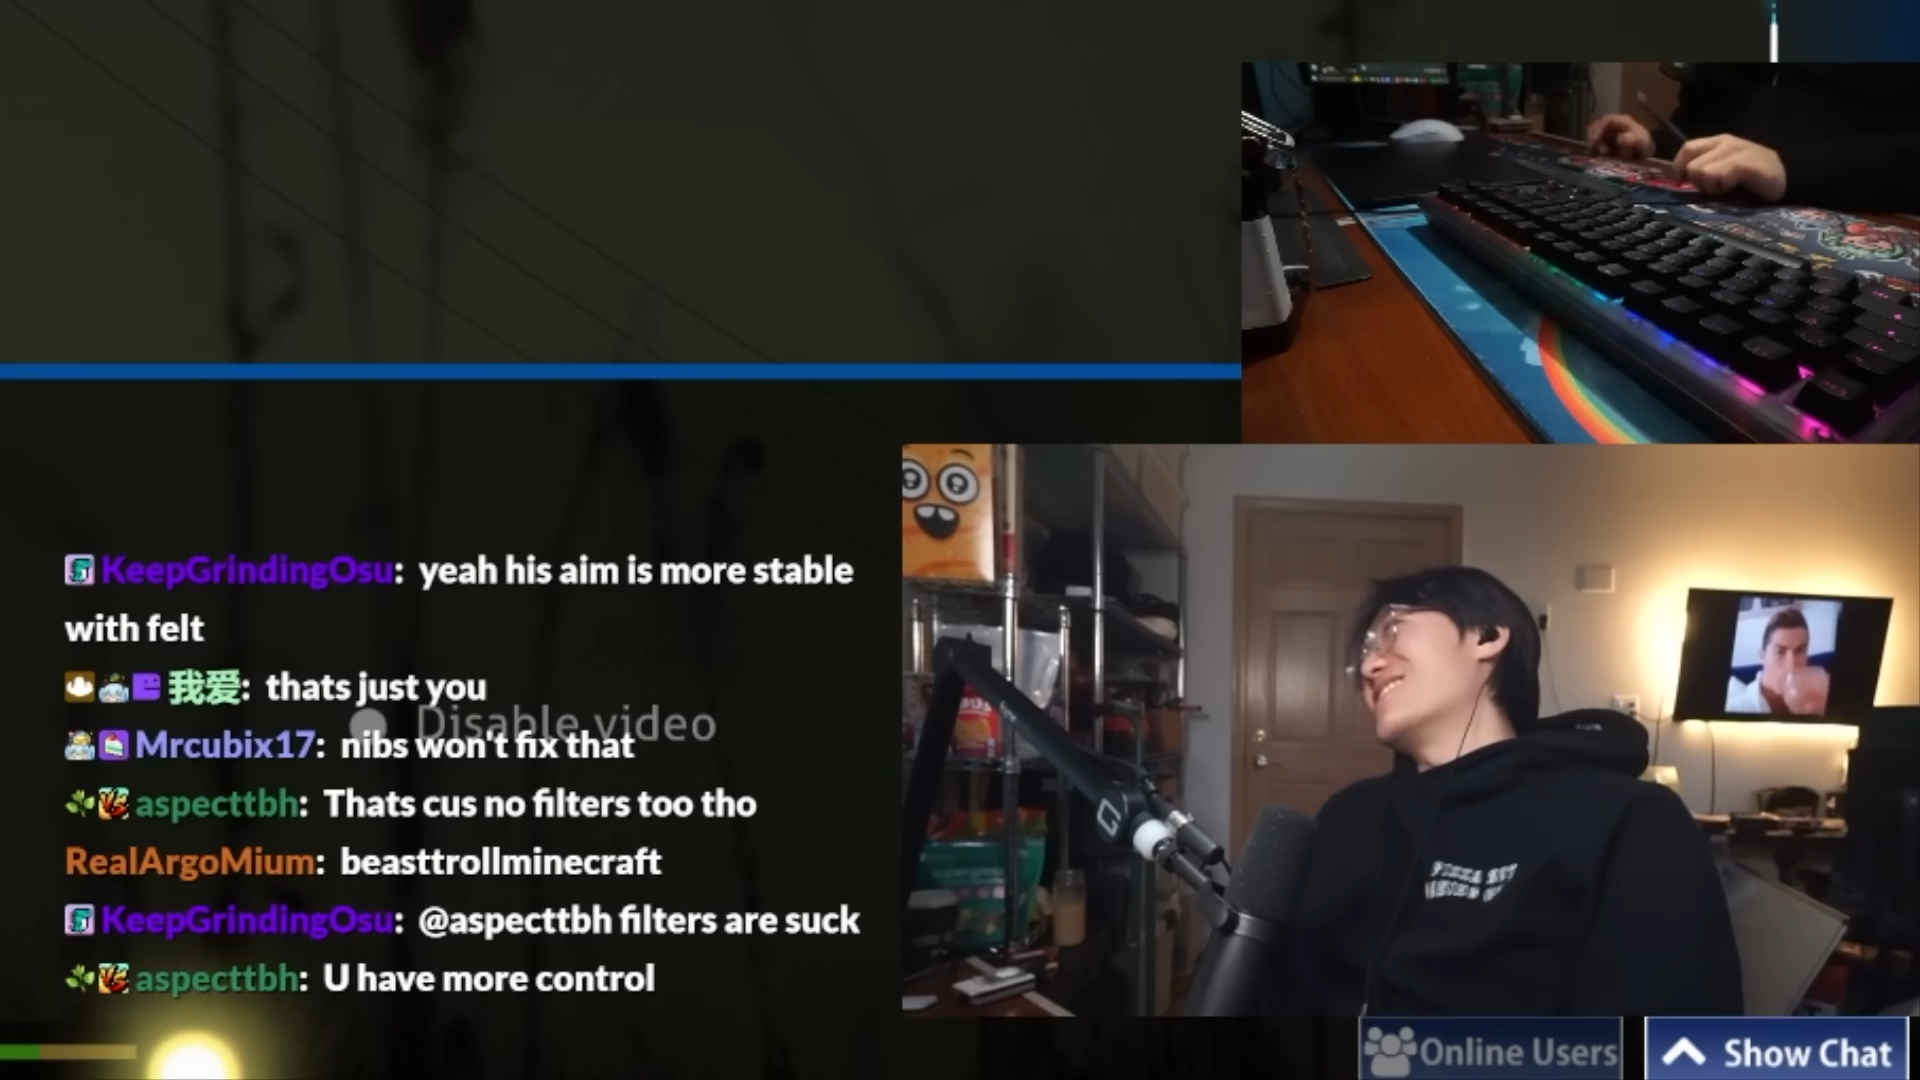 KeepGrindingOsu: yeah his aim is more stable
with felt
我爱: thats just you
Disable video
Mrcubix17: nibs won't fix that
aspecttbh: Thats cus no filters too tho
RealArgoMium: beasttrollminecraft
KeepGrindingOsu: @aspecttbh filters are suck
aspecttbh: U have more control
Online Users
Show Chat